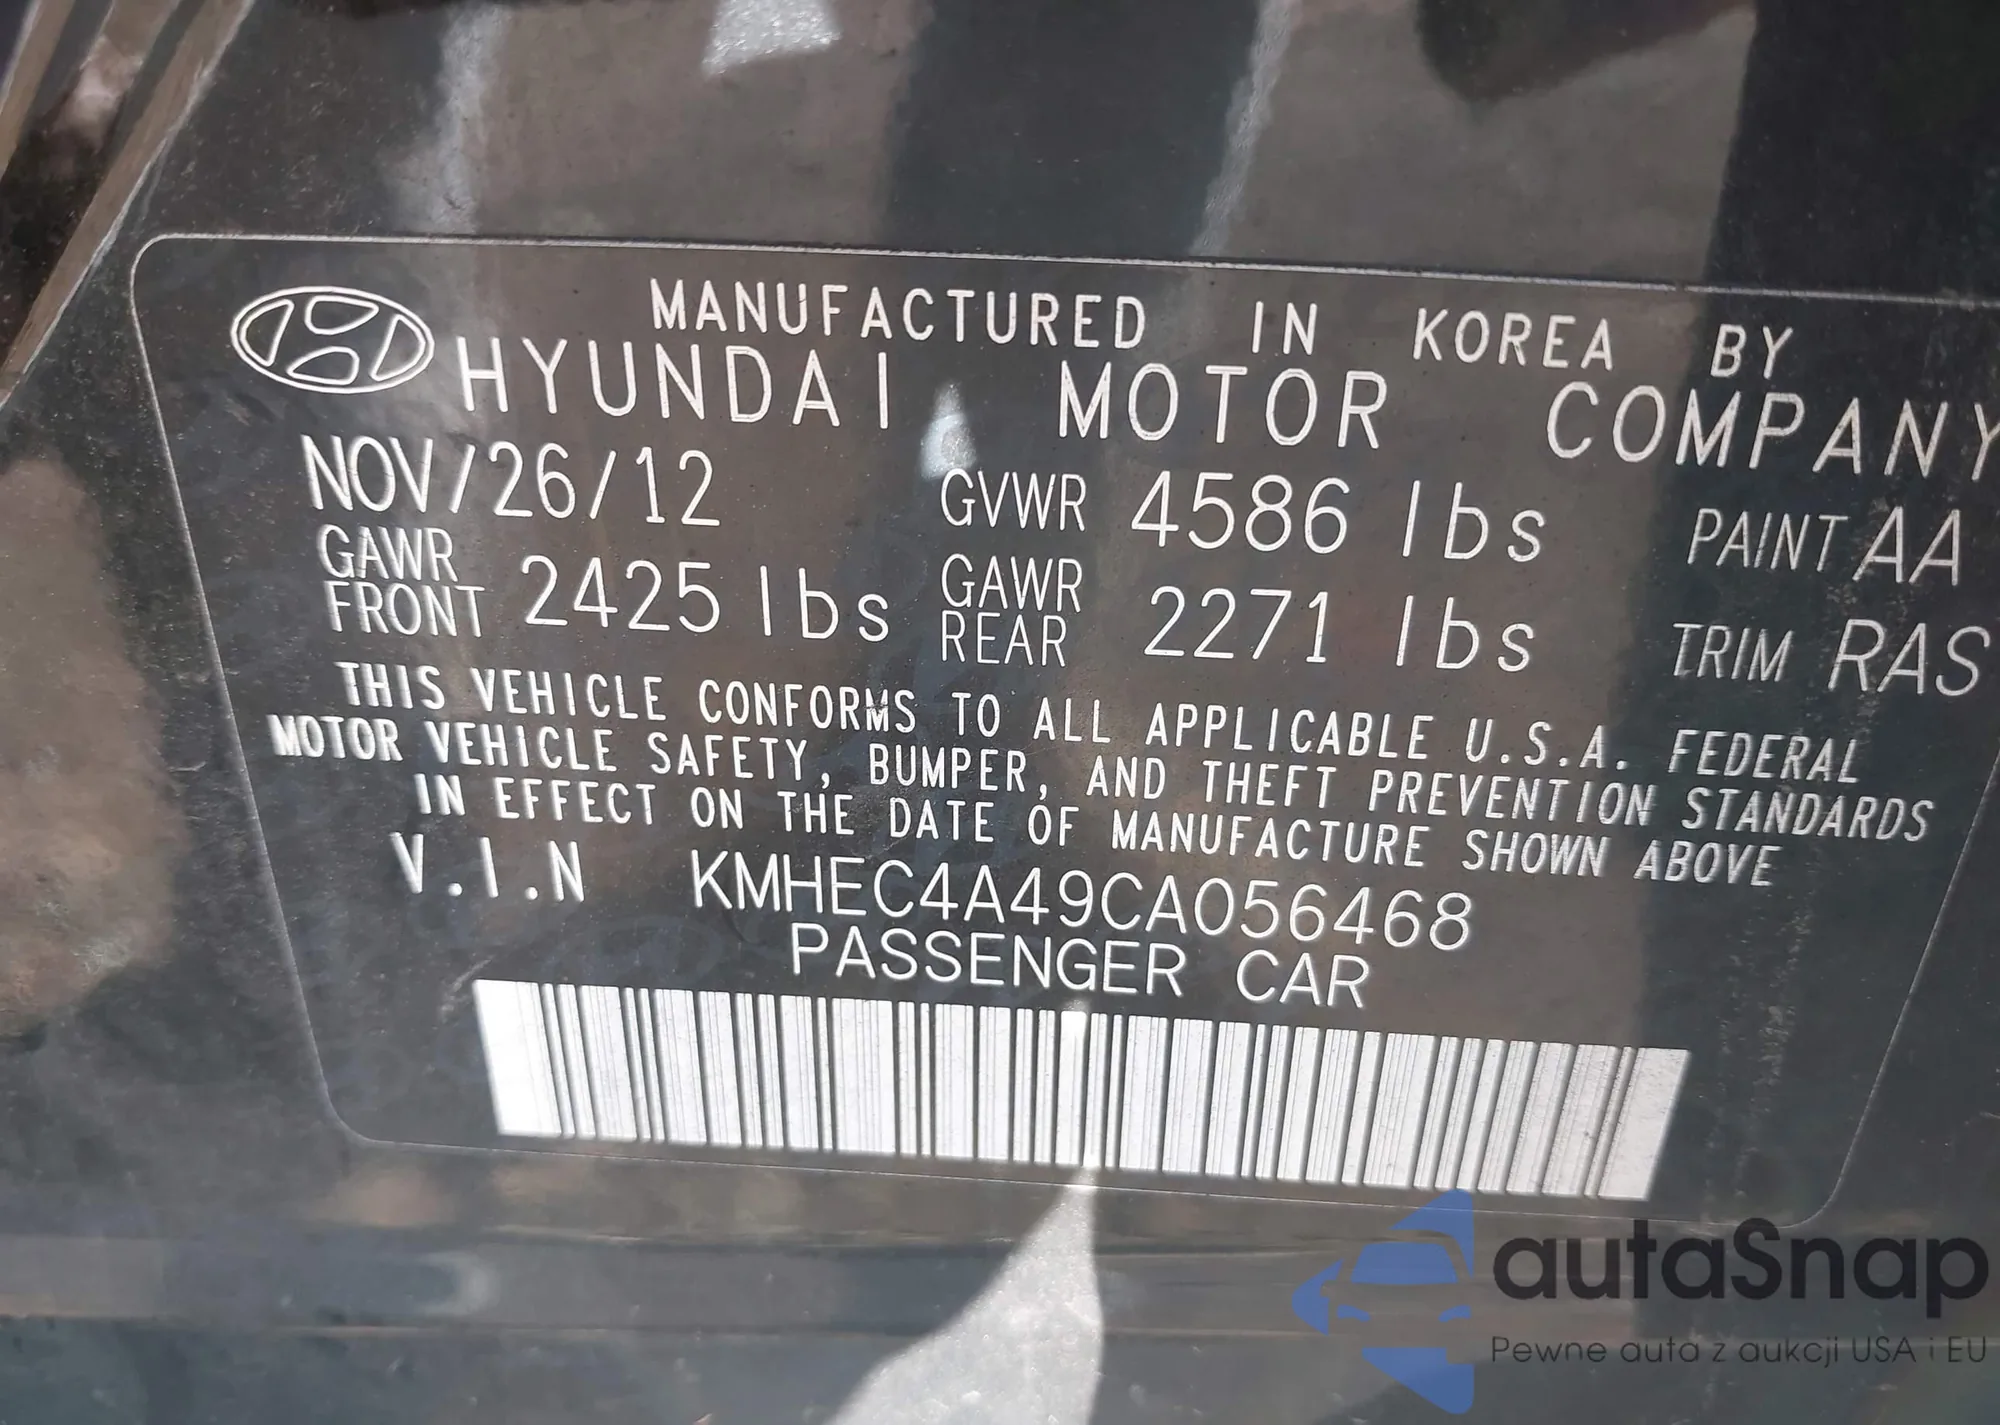 MANUFACTURED IN KOREA BY
HYUNDAI MOTOR COMPANY
NOV/26/12 GVWR 4586 lbs PAINT AA
GAWR FRONT 2425 lbs GAWR REAR 2271 lbs TRIM RAS
THIS VEHICLE CONFORMS TO ALL APPLICABLE U.S.A. FEDERAL
MOTOR VEHICLE SAFETY, BUMPER, AND THEFT PREVENTION STANDARDS
IN EFFECT ON THE DATE OF MANUFACTURE SHOWN ABOVE
V.I.N KMHEC4A49CA056468
PASSENGER CAR
autaSnap
Pewne auta z aukcji USA i EU